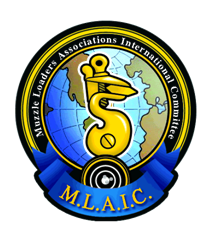 Muzzle Loaders Associations International Committee
M.L.A.I.C.